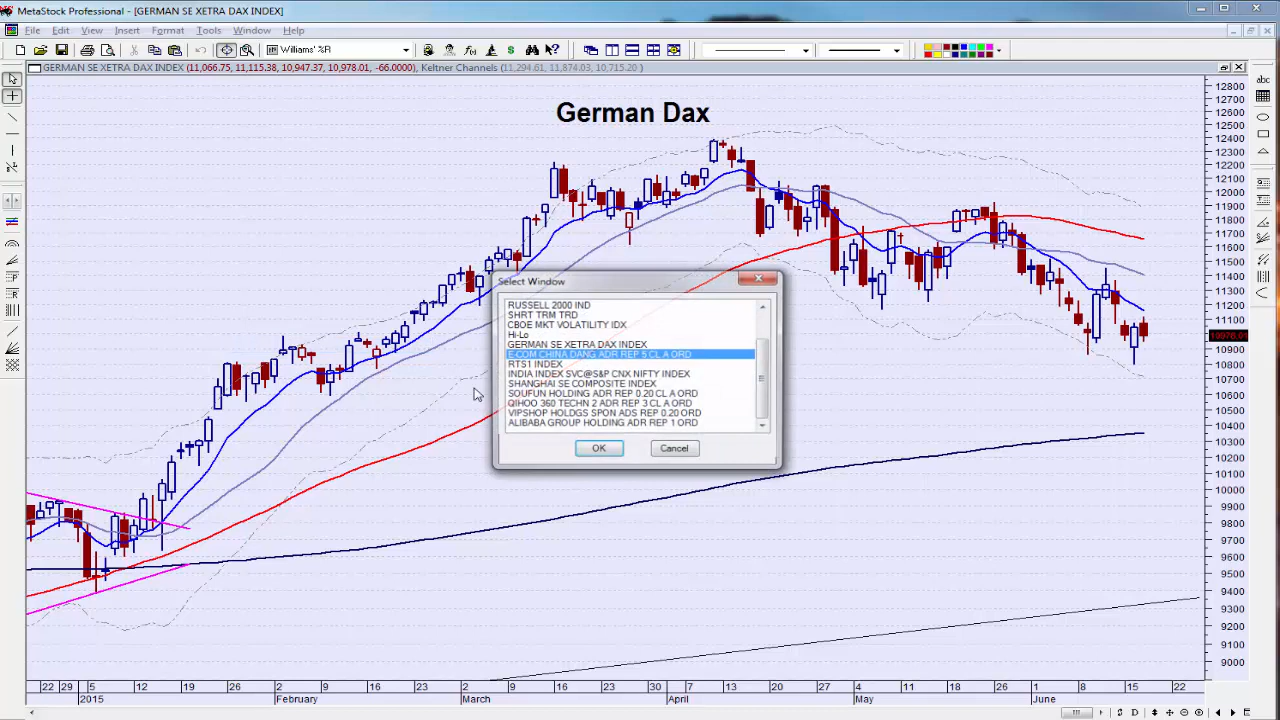 MetaStock Professional - [GERMAN SE XETRA DAX INDEX]
File Edit View Insert Format Tools Window Help
Williams' %R
GERMAN SE XETRA DAX INDEX (11,066.75, 11,115.38, 10,947.37, 10,978.01, -66.0000), Keltner Channels (11,294.61, 11,874.03, 10,715.20 )
German Dax
12800
12700
12500
12400
12300
12200
12100
12000
11900
11800
11700
11600
11500
11400
11300
11200
11100
11000
10978.01
10900
10800
10700
10600
10500
10400
10300
10200
10100
10000
9900
9800
9700
9600
9500
9400
9300
9200
9100
9000
Select Window
RUSSELL 2000 IND
SHRT TRM TRD
CBOE MKT VOLATILITY IDX
Hi-Lo
GERMAN SE XETRA DAX INDEX
E-COM CHINA DANG ADR REP 5 CL A ORD
RTS1 INDEX
INDIA INDEX SVC@S&P CNX NIFTY INDEX
SHANGHAI SE COMPOSITE INDEX
SOUFUN HOLDING ADR REP 0.20 CL A ORD
QIHOO 360 TECHN 2 ADR REP 3 CL A ORD
VIPSHOP HOLDGS SPON ADS REP 0.20 ORD
ALIBABA GROUP HOLDING ADR REP 1 ORD
OK Cancel
22 29 5 12 19 26 2 9 16 23 2 9 16 23 30 7 13 20 27 4 11 18 26 1 8 15 22
2015 February March April May June